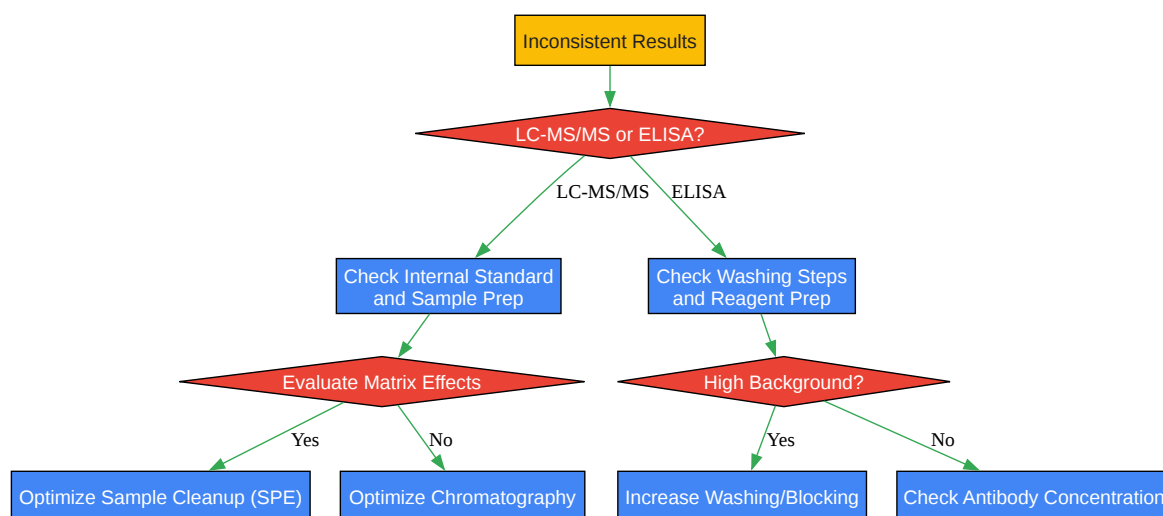 Inconsistent Results
LC-MS/MS or ELISA?
LC-MS/MS
ELISA
Check Internal Standard
and Sample Prep
Check Washing Steps
and Reagent Prep
Evaluate Matrix Effects
High Background?
Yes
No
Yes
No
Optimize Sample Cleanup (SPE)
Optimize Chromatography
Increase Washing/Blocking
Check Antibody Concentration